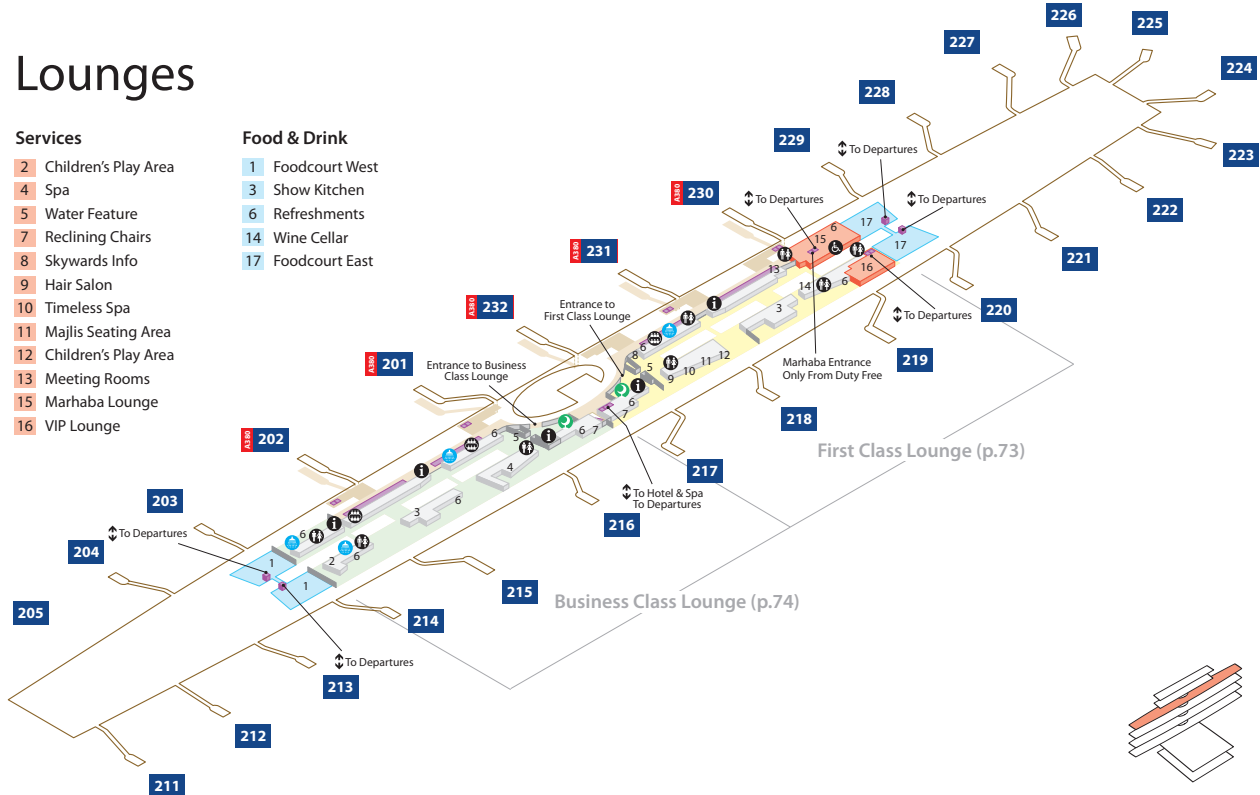 Lounges
Services
2 Children's Play Area
4 Spa
5 Water Feature
7 Reclining Chairs
8 Skywards Info
9 Hair Salon
10 Timeless Spa
11 Majlis Seating Area
12 Children's Play Area
13 Meeting Rooms
15 Marhaba Lounge
16 VIP Lounge
Food & Drink
1 Foodcourt West
3 Show Kitchen
6 Refreshments
14 Wine Cellar
17 Foodcourt East
226
225
227
224
228
229
To Departures
223
A380 230
To Departures
To Departures
222
6
17
15
17
221
A380 231
13
16
14
6
A380 232
Entrance to
First Class Lounge
3
To Departures
220
6
8
12
11
10
9
5
219
Marhaba Entrance
Only From Duty Free
A380 201
Entrance to Business
Class Lounge
6
7
218
A380 202
6
5
6
7
4
First Class Lounge (p.73)
217
To Hotel & Spa
To Departures
203
6
3
216
To Departures
204
6
6
2
1
1
215
Business Class Lounge (p.74)
205
214
To Departures
213
212
211